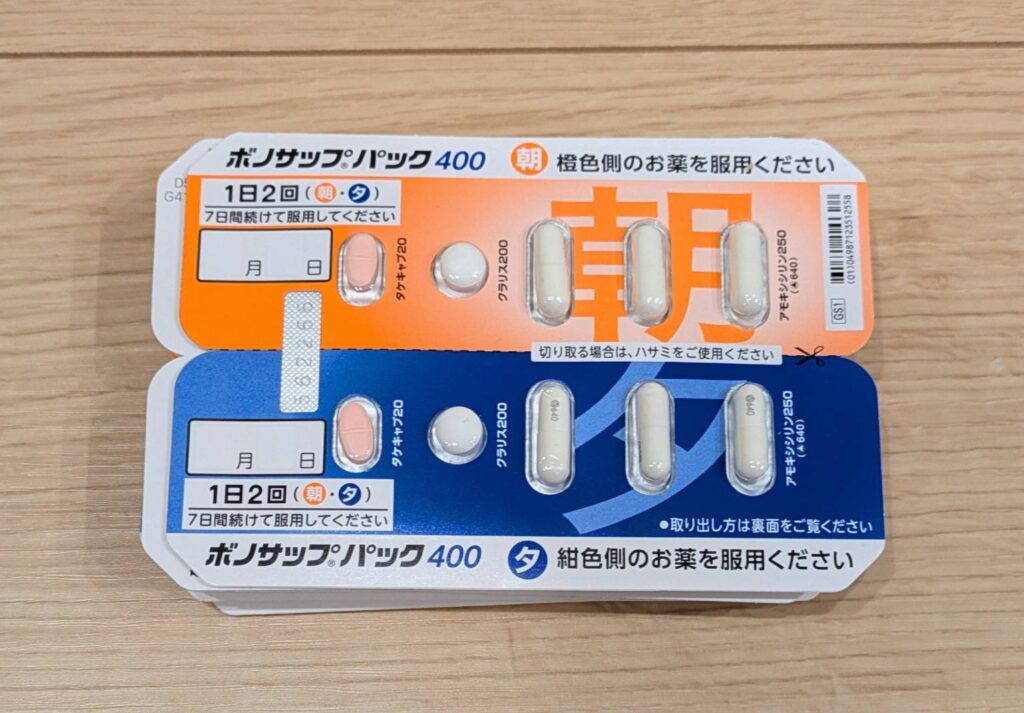 ボノサップ®パック400 朝 橙色側のお薬を服用ください
1日2回(朝・夕)
7日間続けて服用してください
月 日
タケキャブ20
クラリス200
朝
アモキシシリン250
(640)
GS1
(01)04987123512558
切り取る場合は、ハサミをご使用ください
夕
月 日
タケキャブ20
クラリス200
640
640
アモキシシリン250
(640)
1日2回(朝・夕)
7日間続けて服用してください
●取り出し方は裏面をご覧ください
ボノサップ®パック400 夕 紺色側のお薬を服用ください